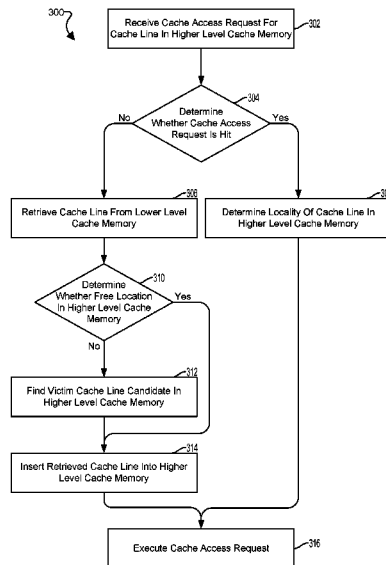 300
Receive Cache Access Request For
Cache Line In Higher Level Cache Memory
302
304
Determine
Whether Cache Access
Request Is Hit
No
Yes
308
Retrieve Cache Line From Lower Level
Cache Memory
Determine Locality Of Cache Line In
Higher Level Cache Memory
310
Determine
Whether Free Location
In Higher Level Cache
Memory
Yes
No
312
Find Victim Cache Line Candidate In
Higher Level Cache Memory
314
Insert Retrieved Cache Line Into Higher
Level Cache Memory
Execute Cache Access Request
316